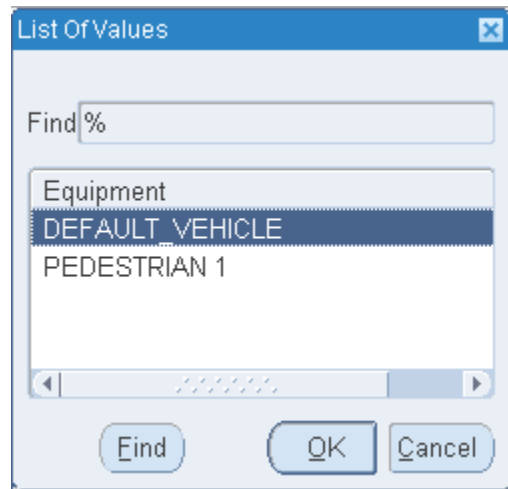 List Of Values
Find %
Equipment
DEFAULT_VEHICLE
PEDESTRIAN 1
Find OK Cancel